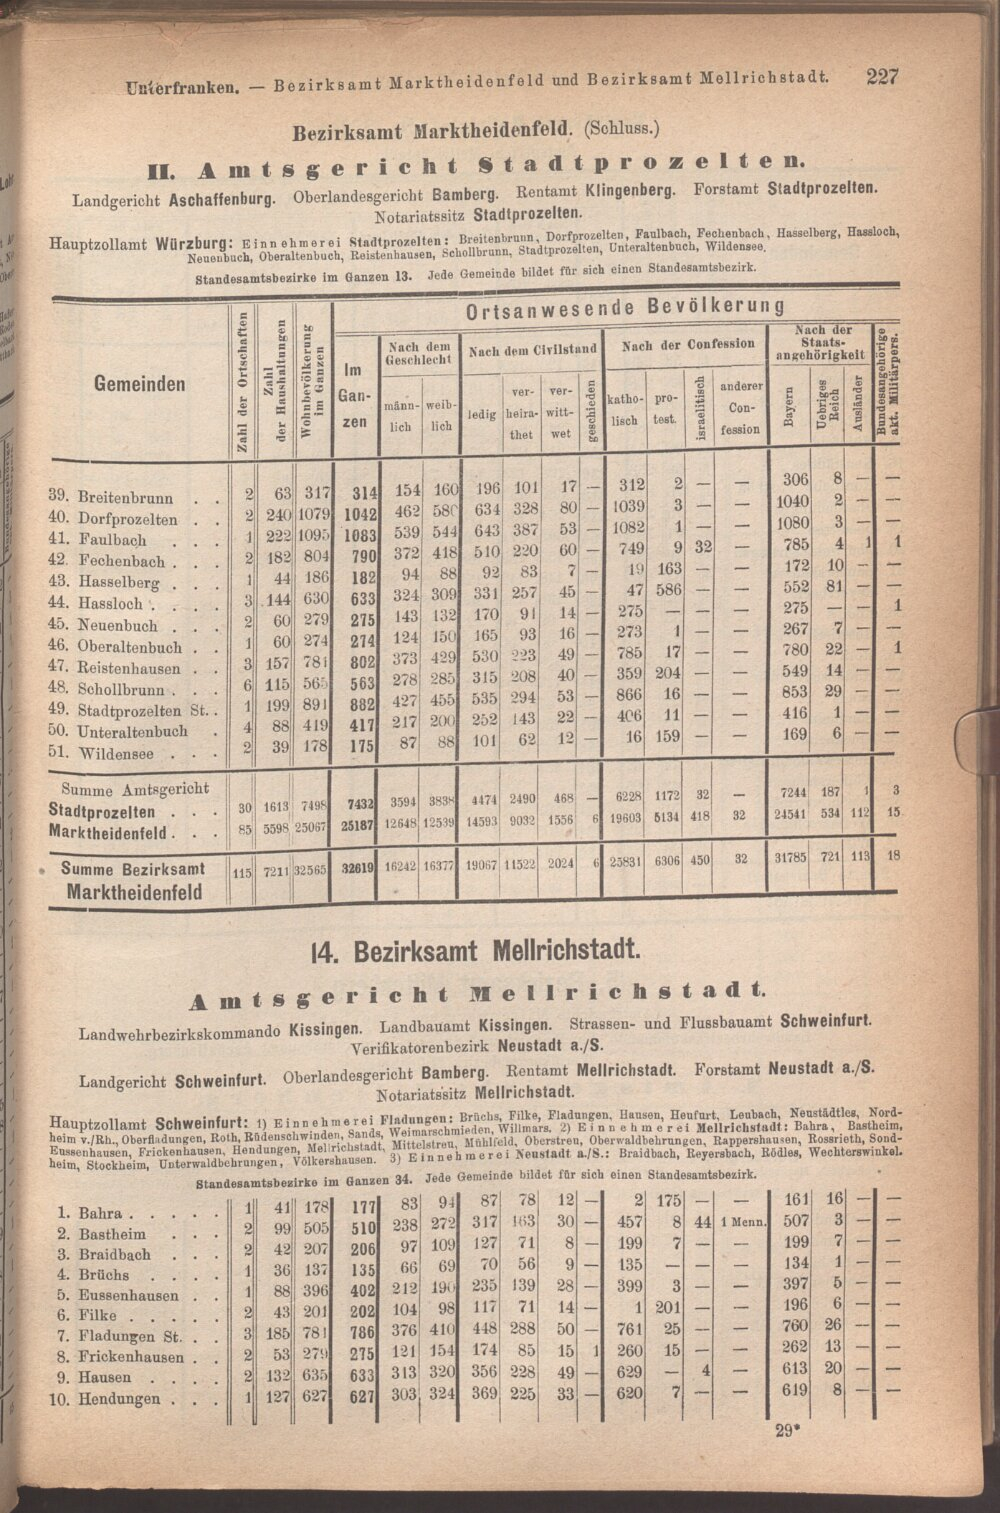 Unterfranken. — Bezirksamt Marktheidenfeld und Bezirksamt Mellrichstadt. 227
Bezirksamt Marktheidenfeld. (Schluss.)
II. Amtsgericht Stadtprozelten.
Landgericht Aschaffenburg. Oberlandesgericht Bamberg. Rentamt Klingenberg. Forstamt Stadtprozelten.
Notariatssitz Stadtprozelten.
Hauptzollamt Würzburg: Einnehmerei Stadtprozelten: Breitenbrunn, Dorfprozelten, Faulbach, Fechenbach, Hasselberg, Hassloch,
Neuenbuch, Oberaltenbuch, Reistenhausen, Schollbrunn, Stadtprozelten, Unteraltenbuch, Wildensee.
Standesamtsbezirke im Ganzen 13. Jede Gemeinde bildet für sich einen Standesamtsbezirk.
Gemeinden
Zahl der Ortschaften
Zahl der Haushaltungen
Wohnbevölkerung im Ganzen
Ortsanwesende Bevölkerung
Im Ganzen
Nach dem Geschlecht
Nach dem Civilstand
Nach der Confession
Nach der Staatsangehörigkeit
Bundesangehörige akt. Militärpers.
männlich weiblich ledig verheirathet verwittwet geschieden katholisch protest. israelitisch anderer Confession Bayern Uebriges Reich Ausländer
39. Breitenbrunn . . 2 63 317 314 154 160 196 101 17 — 312 2 — — 306 8 — —
40. Dorfprozelten . . 2 240 1079 1042 462 580 634 328 80 — 1039 3 — — 1040 2 — —
41. Faulbach . . . 1 222 1095 1083 539 544 643 387 53 — 1082 1 — — 1080 3 — —
42. Fechenbach . . . 2 182 804 790 372 418 510 220 60 — 749 9 32 — 785 4 1 1
43. Hasselberg . . . 1 44 186 182 94 88 92 83 7 — 19 163 — — 172 10 — —
44. Hassloch . . . . 3 144 630 633 324 309 331 257 45 — 47 586 — — 552 81 — —
45. Neuenbuch . . . 2 60 279 275 143 132 170 91 14 — 275 — — — 275 — — 1
46. Oberaltenbuch . . 1 60 274 274 124 150 165 93 16 — 273 1 — — 267 7 — —
47. Reistenhausen . . 3 157 781 802 373 429 530 223 49 — 785 17 — — 780 22 — 1
48. Schollbrunn . . . 6 115 565 563 278 285 315 208 40 — 359 204 — — 549 14 — —
49. Stadtprozelten St. . 1 199 891 882 427 455 535 294 53 — 866 16 — — 853 29 — —
50. Unteraltenbuch . 4 88 419 417 217 200 252 143 22 — 406 11 — — 416 1 — —
51. Wildensee . . . 2 39 178 175 87 88 101 62 12 — 16 159 — — 169 6 — —
Summe Amtsgericht
Stadtprozelten . . . 30 1613 7498 7432 3594 3838 4474 2490 468 — 6228 1172 32 — 7244 187 1 3
Marktheidenfeld . . . 85 5598 25067 25187 12648 12539 14593 9032 1556 6 19603 5134 418 32 24541 534 112 15
Summe Bezirksamt
Marktheidenfeld 115 7211 32565 32619 16242 16377 19067 11522 2024 6 25831 6306 450 32 31785 721 113 18
14. Bezirksamt Mellrichstadt.
Amtsgericht Mellrichstadt.
Landwehrbezirkskommando Kissingen. Landbauamt Kissingen. Strassen- und Flussbauamt Schweinfurt.
Verifikatorenbezirk Neustadt a./S.
Landgericht Schweinfurt. Oberlandesgericht Bamberg. Rentamt Mellrichstadt. Forstamt Neustadt a./S.
Notariatssitz Mellrichstadt.
Hauptzollamt Schweinfurt: 1) Einnehmerei Fladungen: Brüchs, Filke, Fladungen, Hausen, Heufurt, Leubach, Neustädtles, Nord-
heim v./Rh., Oberfladungen, Roth, Rüdenschwinden, Sands, Weimarschmieden, Willmars. 2) Einnehmerei Mellrichstadt: Bahra, Bastheim,
Eussenhausen, Frickenhausen, Hendungen, Mellrichstadt, Mittelstreu, Mühlfeld, Oberstreu, Oberwaldbehrungen, Rappershausen, Rossrieth, Sond-
heim, Stockheim, Unterwaldbehrungen, Völkershausen. 3) Einnehmerei Neustadt a./S.: Braidbach, Reyersbach, Rödles, Wechterswinkel.
Standesamtsbezirke im Ganzen 34. Jede Gemeinde bildet für sich einen Standesamtsbezirk.
1. Bahra . . . . . 1 41 178 177 83 94 87 78 12 — 2 175 — — 161 16 — —
2. Bastheim . . . 2 99 505 510 238 272 317 163 30 — 457 8 44 1 Menn. 507 3 — —
3. Braidbach . . . 2 42 207 206 97 109 127 71 8 — 199 7 — — 199 7 — —
4. Brüchs . . . . 1 36 137 135 66 69 70 56 9 — 135 — — — 134 1 — —
5. Eussenhausen . . 1 88 396 402 212 190 235 139 28 — 399 3 — — 397 5 — —
6. Filke . . . . . 2 43 201 202 104 98 117 71 14 — 1 201 — — 196 6 — —
7. Fladungen St. . . 3 185 781 786 376 410 448 288 50 — 761 25 — — 760 26 — —
8. Frickenhausen . . 2 53 279 275 121 154 174 85 15 1 260 15 — — 262 13 — —
9. Hausen . . . . 2 132 635 633 313 320 356 228 49 — 629 — 4 — 613 20 — —
10. Hendungen . . . 1 127 627 627 303 324 369 225 33 — 620 7 — — 619 8 — —
29*